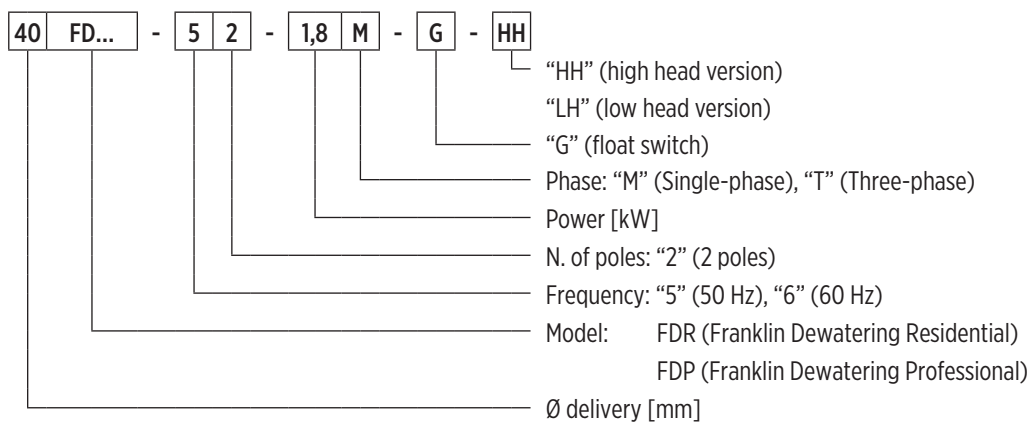 40 FD... - 5 2 - 1,8 M - G - HH
“HH” (high head version)
“LH” (low head version)
“G” (float switch)
Phase: “M” (Single-phase), “T” (Three-phase)
Power [kW]
N. of poles: “2” (2 poles)
Frequency: “5” (50 Hz), “6” (60 Hz)
Model: FDR (Franklin Dewatering Residential)
FDP (Franklin Dewatering Professional)
Ø delivery [mm]